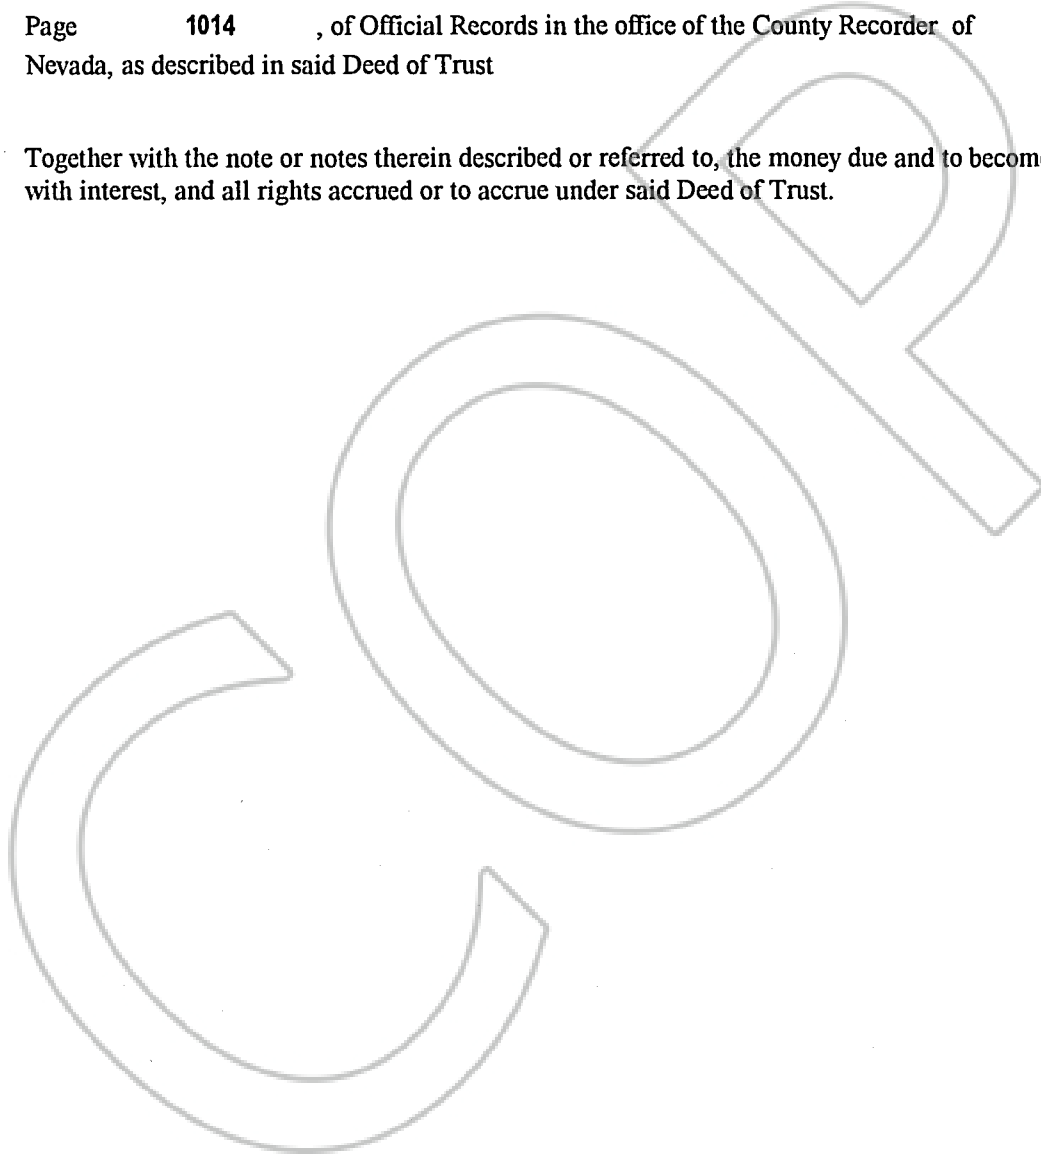 Page 1014 , of Official Records in the office of the County Recorder of
Nevada, as described in said Deed of Trust
Together with the note or notes therein described or referred to, the money due and to becom
with interest, and all rights accrued or to accrue under said Deed of Trust.
COP